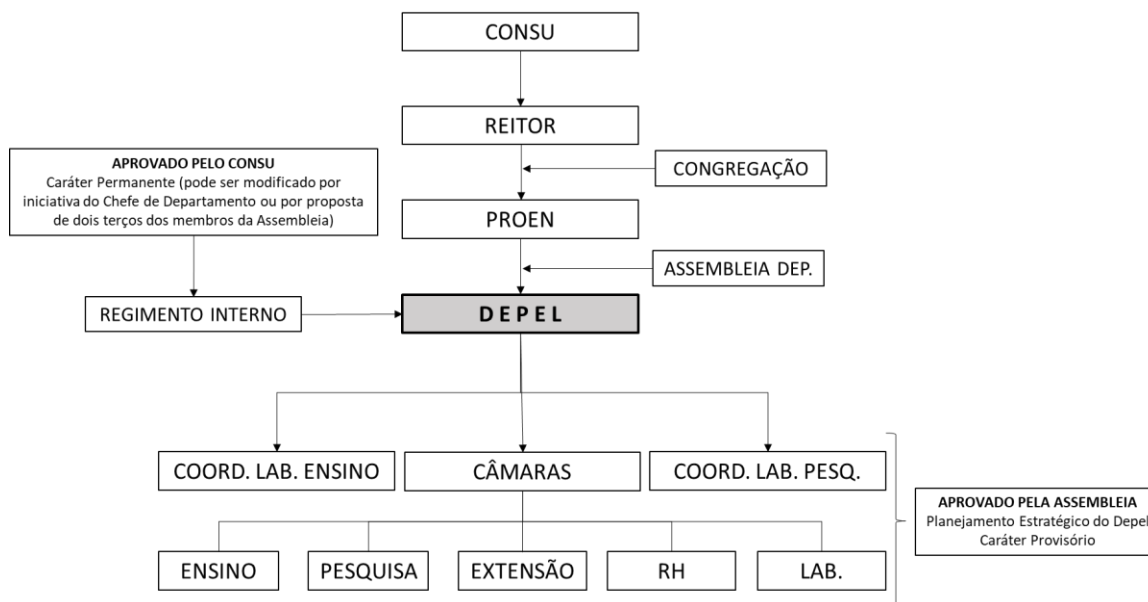 CONSU
REITOR
APROVADO PELO CONSU
Caráter Permanente (pode ser modificado por
iniciativa do Chefe de Departamento ou por proposta
de dois terços dos membros da Assembleia)
CONGREGAÇÃO
PROEN
ASSEMBLEIA DEP.
REGIMENTO INTERNO
DEPEL
COORD. LAB. ENSINO
CÂMARAS
COORD. LAB. PESQ.
APROVADO PELA ASSEMBLEIA
Planejamento Estratégico do Depel
Caráter Provisório
ENSINO
PESQUISA
EXTENSÃO
RH
LAB.